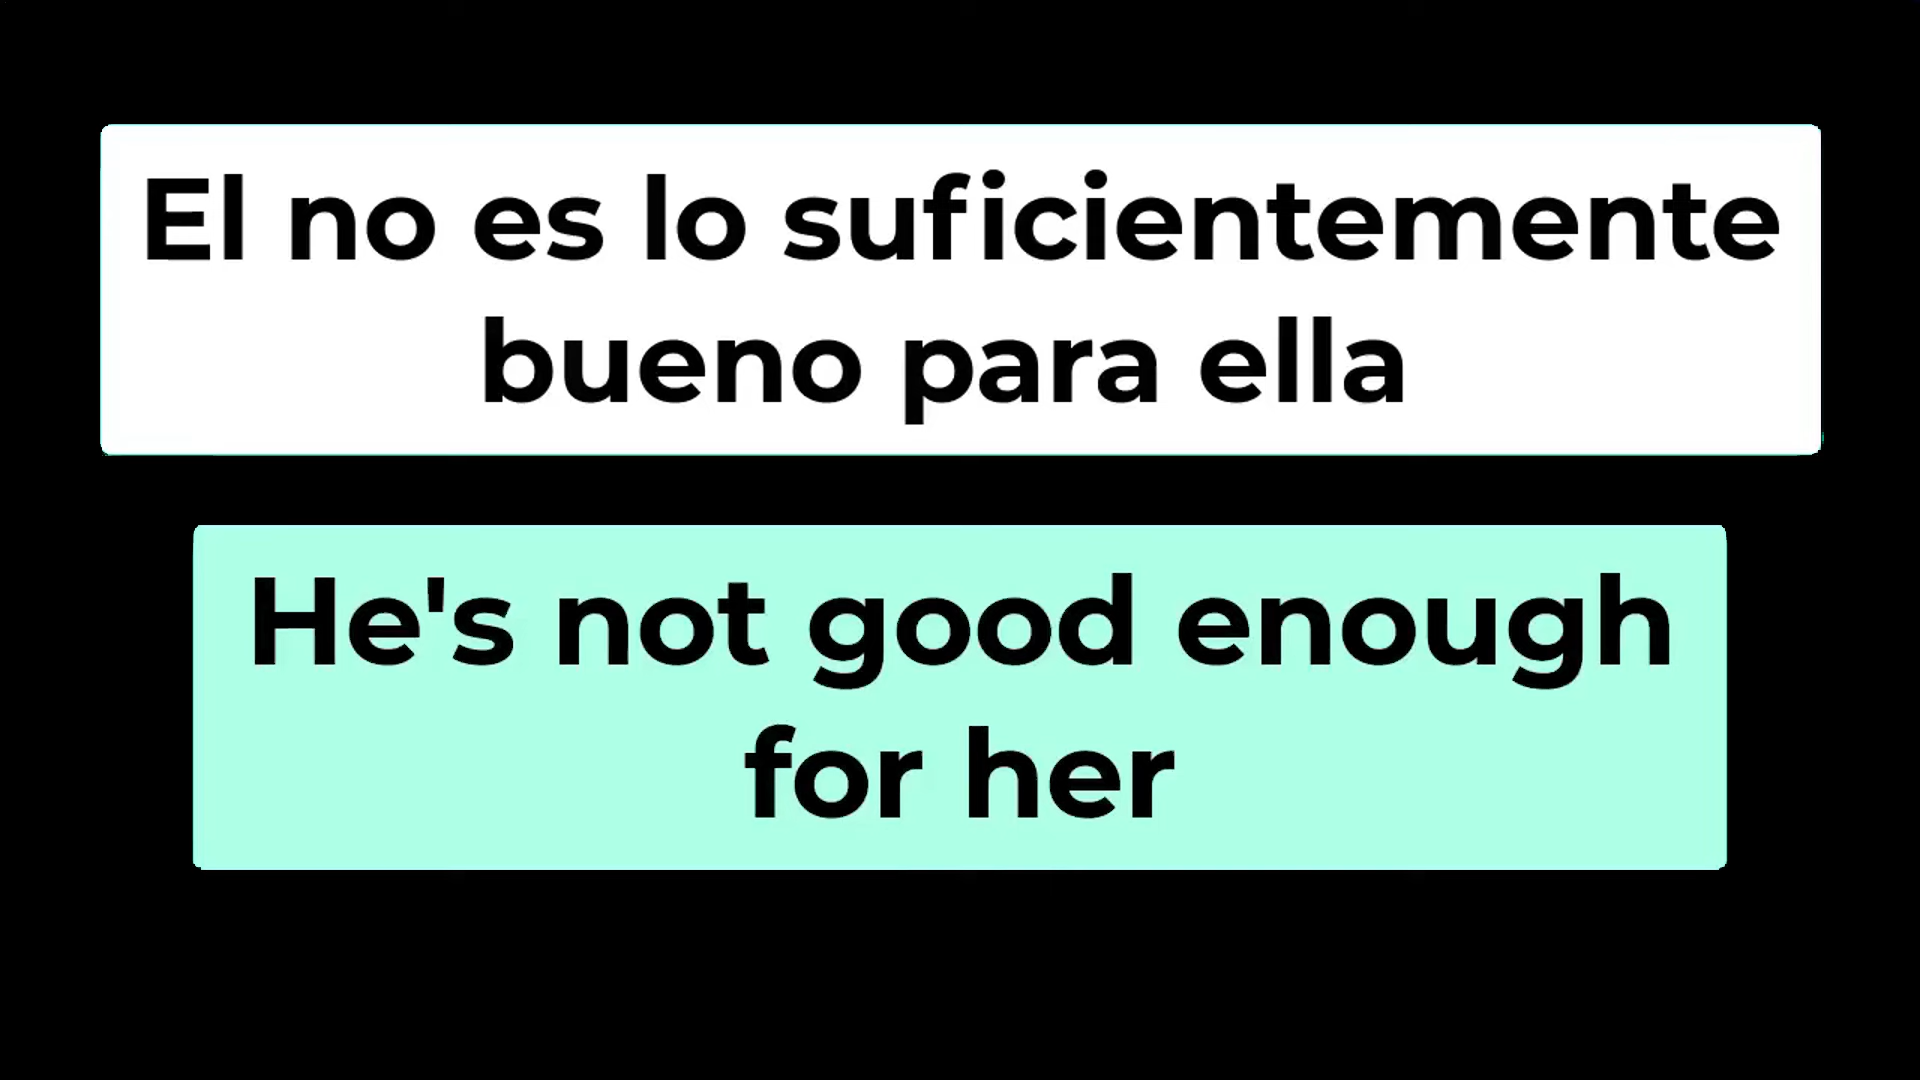 El no es lo suficientemente
bueno para ella
He's not good enough
for her